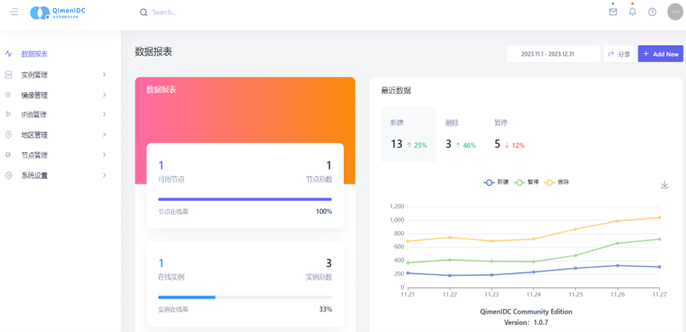 QimenIDC
Search...
数据报表
实例管理
镜像管理
IP池管理
地区管理
节点管理
系统设置
数据报表
2023.11.1 - 2023.12.31
分享
Add New
数据报表
1
1
可用节点
节点总数
节点在线率
100%
1
3
在线实例
实例总数
实例在线率
33%
最近数据
新建
删除
暂停
13 ↑ 25%
3 ↑ 46%
5 ↓ 12%
新建
暂停
删除
1,200
1,000
800
600
400
200
0
11.21
11.22
11.23
11.24
11.25
11.26
11.27
QimenIDC Community Edition
Version：1.0.7